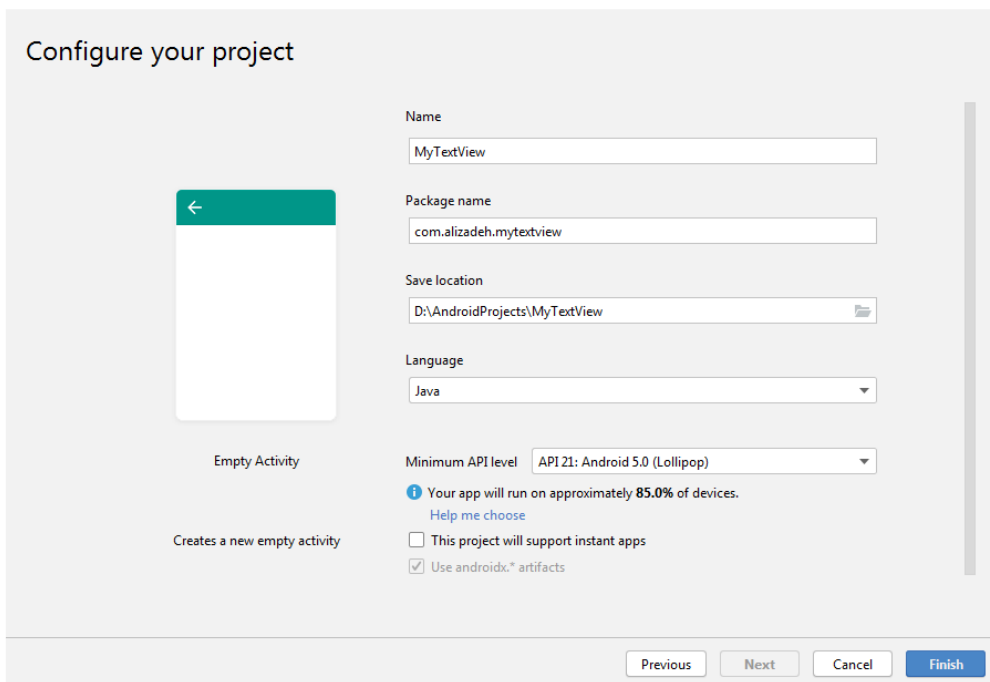 Configure your project
Name
MyTextView
Package name
com.alizadeh.mytextview
Save location
D:\AndroidProjects\MyTextView
Language
Java
Empty Activity
Minimum API level API 21: Android 5.0 (Lollipop)
Your app will run on approximately 85.0% of devices.
Help me choose
Creates a new empty activity
This project will support instant apps
Use androidx.* artifacts
Previous Next Cancel Finish